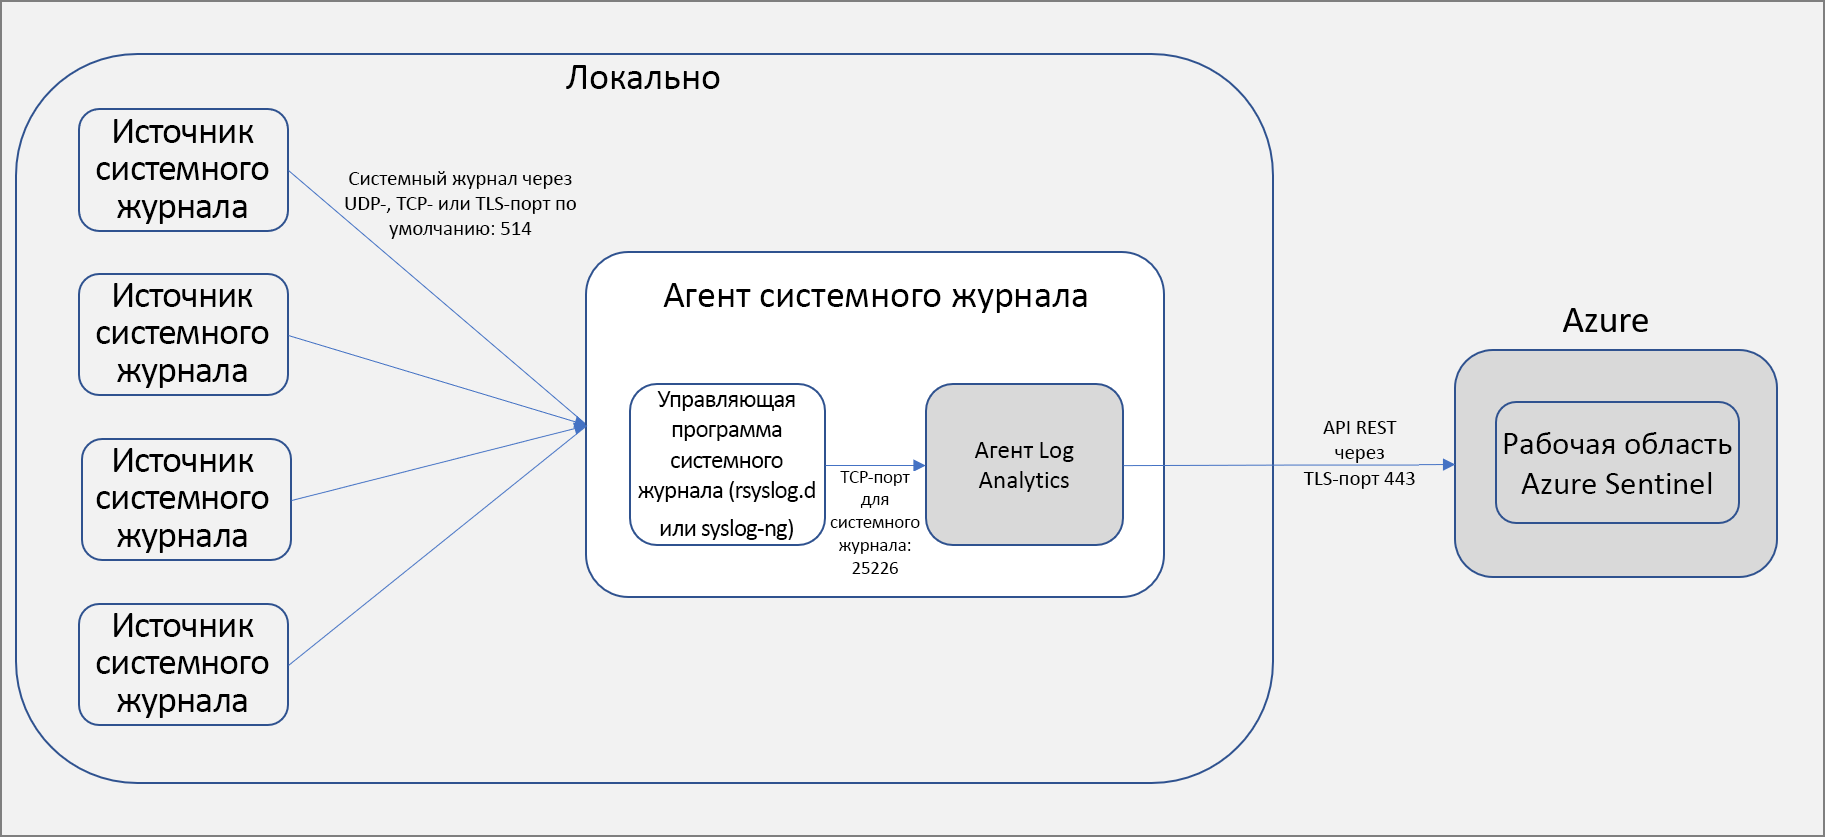 Локально
Источник
системного
журнала
Системный журнал через
UDP-, TCP- или TLS-порт по
умолчанию: 514
Источник
системного
журнала
Источник
системного
журнала
Источник
системного
журнала
Агент системного журнала
Управляющая
программа
системного
журнала (rsyslog.d
или syslog-ng)
TCP-порт
для
системного
журнала:
25226
Агент Log
Analytics
API REST
через
TLS-порт 443
Azure
Рабочая область
Azure Sentinel